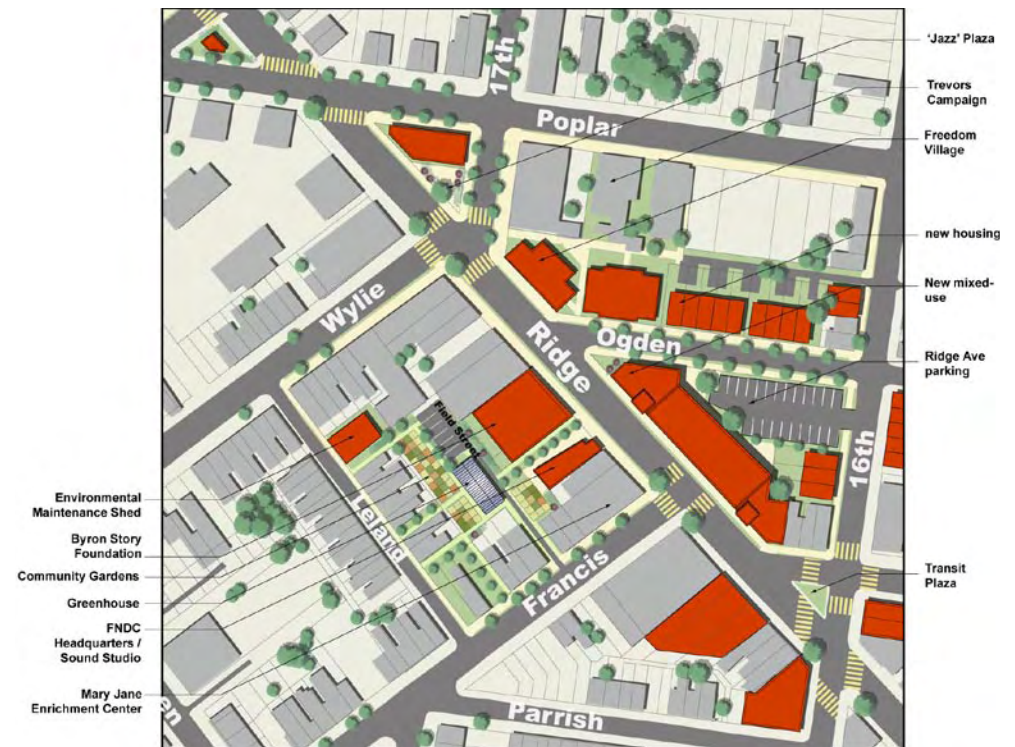 'Jazz' Plaza
Trevors
Campaign
Freedom
Village
new housing
New mixed-
use
Ridge Ave
parking
Transit
Plaza
17th
Poplar
Wylie
Ridge
Ogden
16th
Field Street
Leland
Francis
Parrish
en
Environmental
Maintenance Shed
Byron Story
Foundation
Community Gardens
Greenhouse
FNDC
Headquarters /
Sound Studio
Mary Jane
Enrichment Center